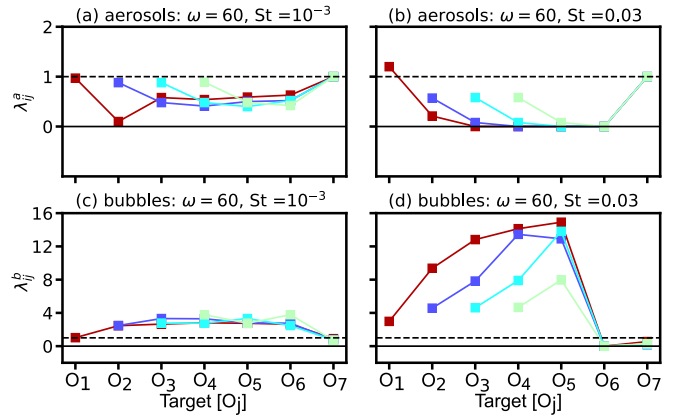 (a) aerosols: ω = 60, St =10⁻³
(b) aerosols: ω = 60, St =0.03
2
1
0
λᵃᵢⱼ
(c) bubbles: ω = 60, St =10⁻³
(d) bubbles: ω = 60, St =0.03
16
12
8
4
0
λᵇᵢⱼ
O₁ O₂ O₃ O₄ O₅ O₆ O₇
O₁ O₂ O₃ O₄ O₅ O₆ O₇
Target [Oⱼ]
Target [Oⱼ]